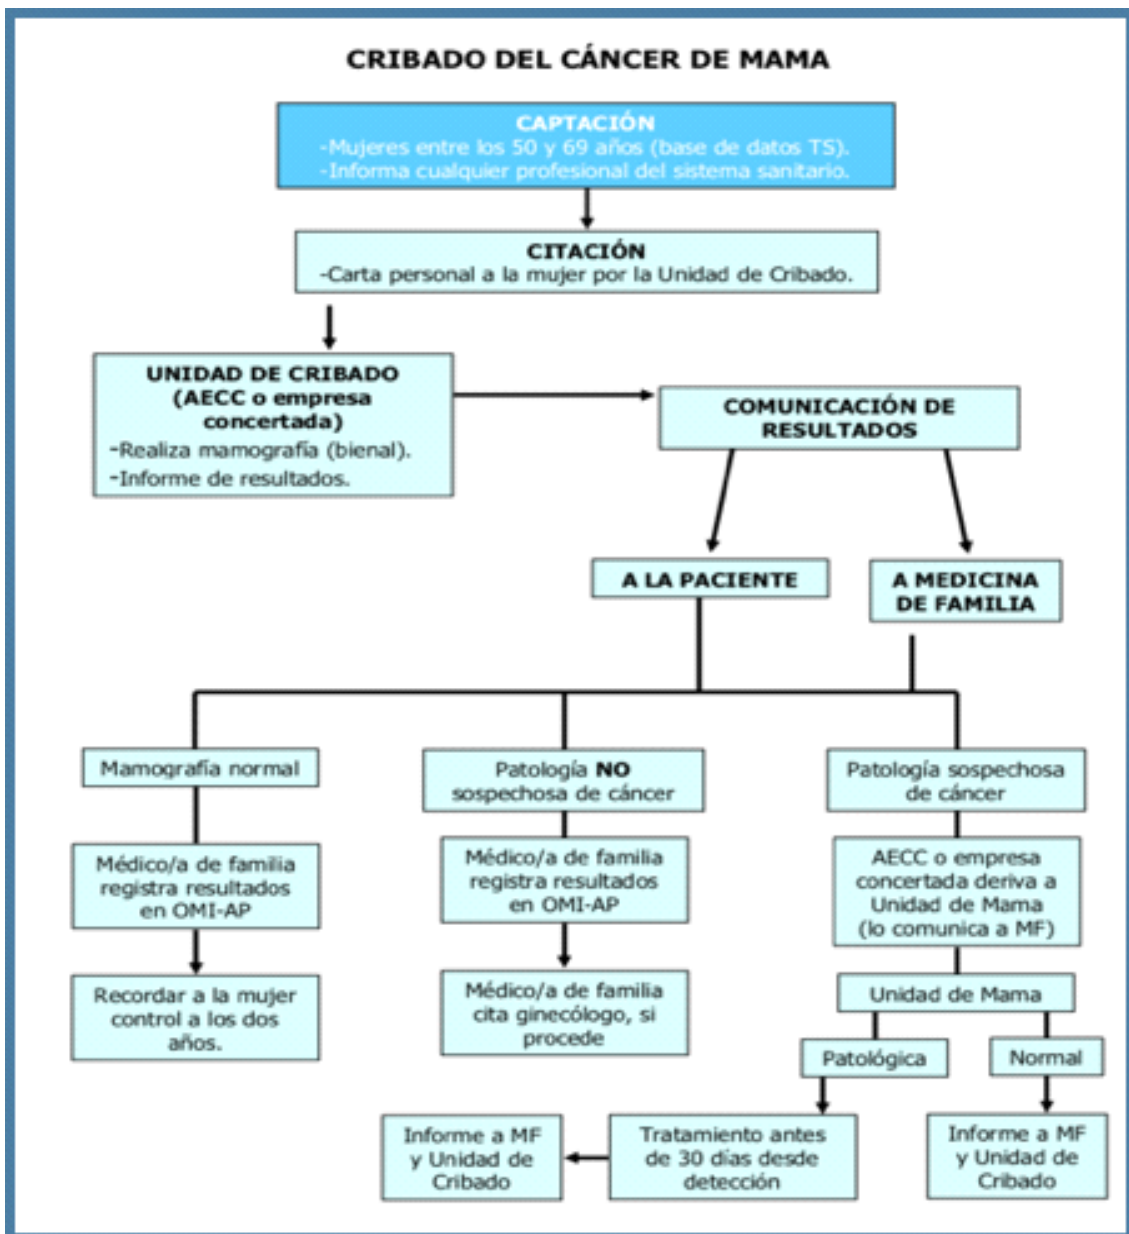 CRIBADO DEL CÁNCER DE MAMA
CAPTACIÓN
-Mujeres entre los 50 y 69 años (base de datos TS).
-Informa cualquier profesional del sistema sanitario.
CITACIÓN
-Carta personal a la mujer por la Unidad de Cribado.
UNIDAD DE CRIBADO
(AECC o empresa
concertada)
-Realiza mamografía (bienal).
-Informe de resultados.
COMUNICACIÓN DE
RESULTADOS
A LA PACIENTE
A MEDICINA
DE FAMILIA
Mamografía normal
Médico/a de familia
registra resultados
en OMI-AP
Recordar a la mujer
control a los dos
años.
Patología NO
sospechosa de cáncer
Médico/a de familia
registra resultados
en OMI-AP
Médico/a de familia
cita ginecólogo, si
procede
Patología sospechosa
de cáncer
AECC o empresa
concertada deriva a
Unidad de Mama
(lo comunica a MF)
Unidad de Mama
Patológica
Normal
Informe a MF
y Unidad de
Cribado
Tratamiento antes
de 30 días desde
detección
Informe a MF
y Unidad de
Cribado